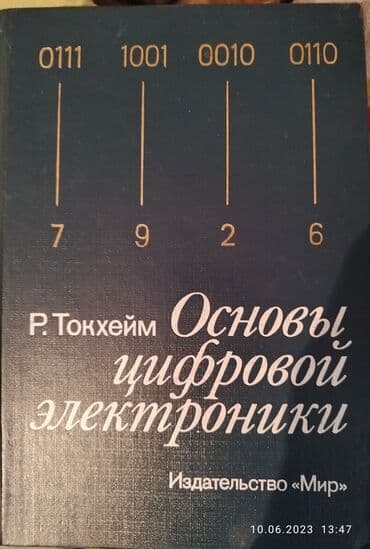 0111 1001 0010 0110
7 9 2 6
Р. Токхейм Основы
цифровой
электроники
Издательство «Мир»
10.06.2023 13:47